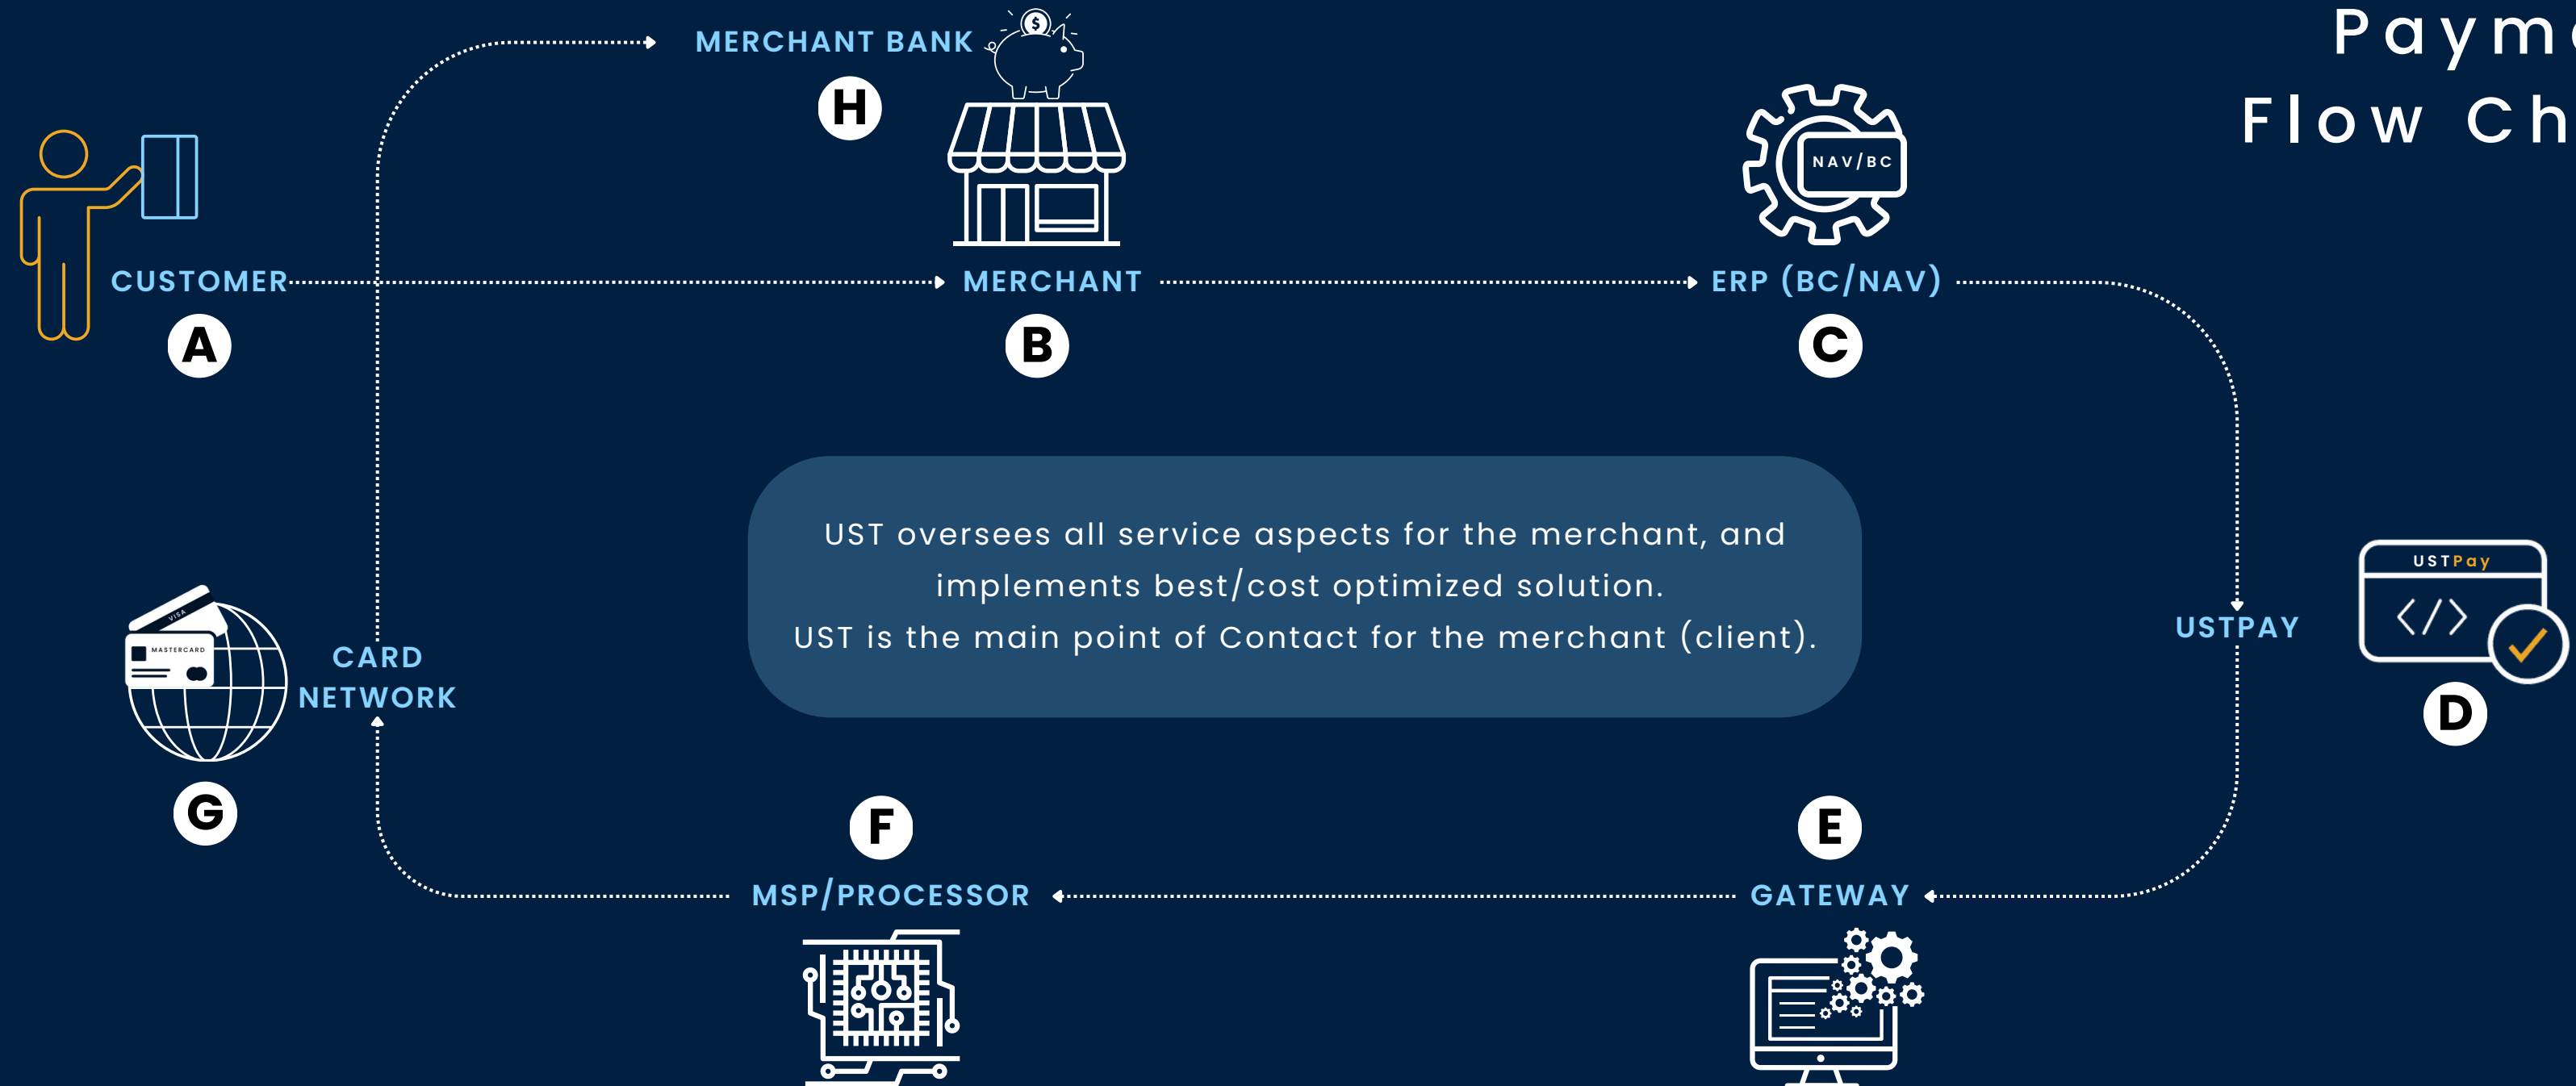 Paym
Flow Ch
MERCHANT BANK
H
$
NAV/BC
CUSTOMER
A
MERCHANT
B
ERP (BC/NAV)
C
UST oversees all service aspects for the merchant, and
implements best/cost optimized solution.
UST is the main point of Contact for the merchant (client).
USTPay
</>
USTPAY
D
VISA
MASTERCARD
CARD
NETWORK
G
F
MSP/PROCESSOR
E
GATEWAY